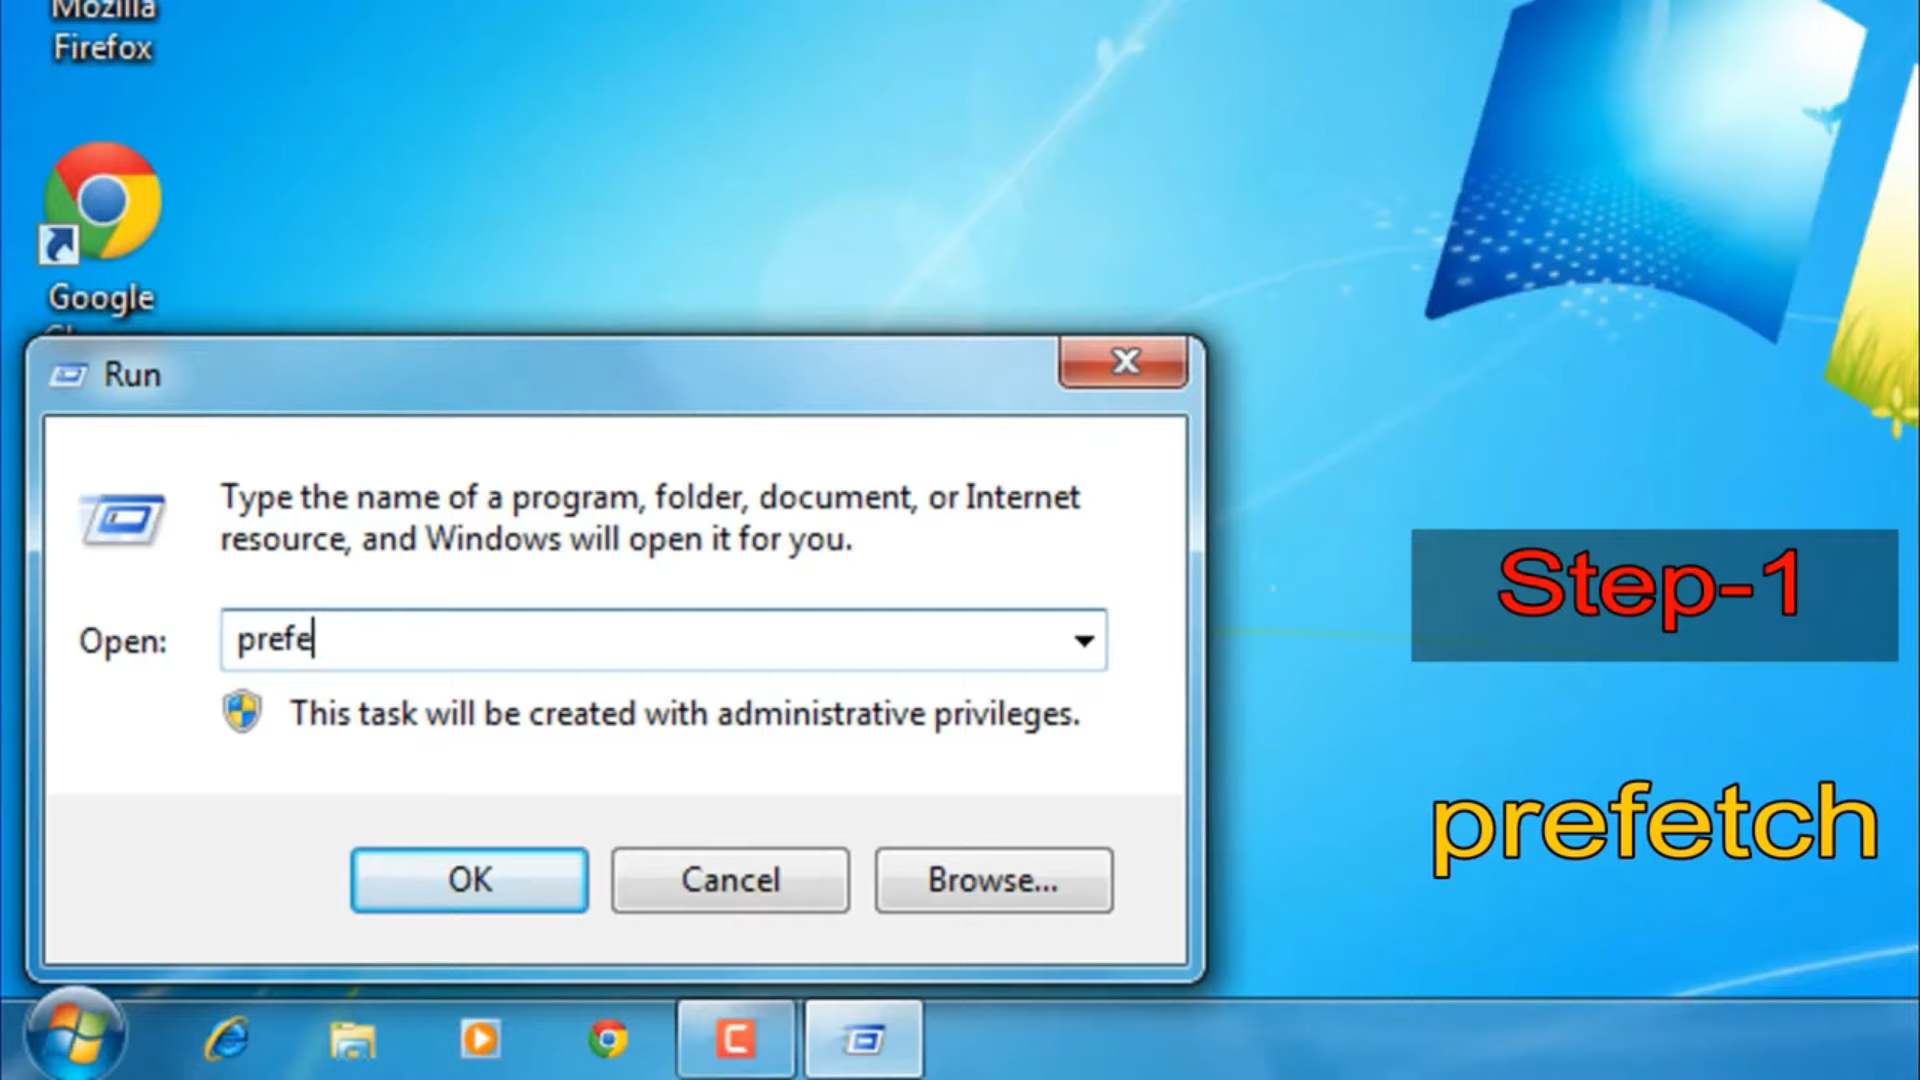 Mozilla
Firefox
Google
Run
Type the name of a program, folder, document, or Internet
resource, and Windows will open it for you.
Open:
prefe
This task will be created with administrative privileges.
OK
Cancel
Browse...
Step-1
prefetch